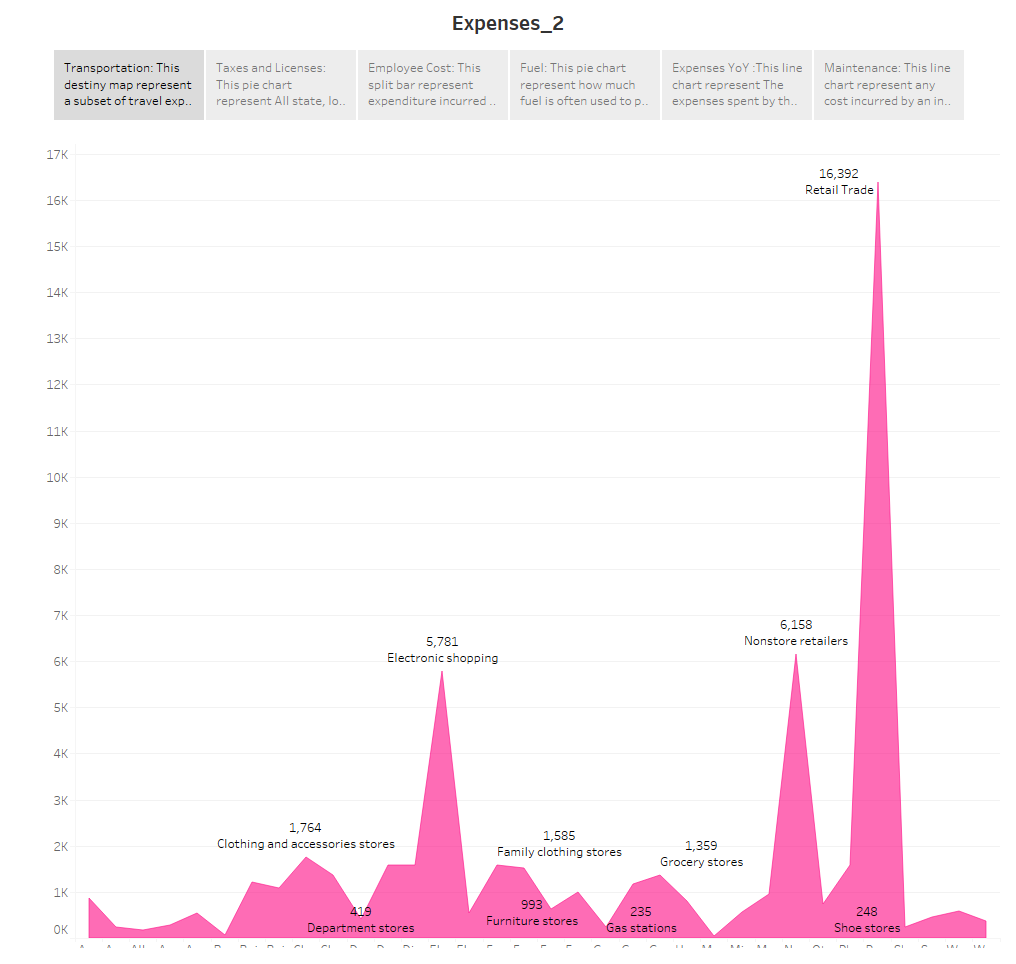 Expenses_2
Transportation: This
destiny map represent
a subset of travel exp..
Taxes and Licenses:
This pie chart
represent All state, lo..
Employee Cost: This
split bar represent
expenditure incurred ..
Fuel: This pie chart
represent how much
fuel is often used to p..
Expenses YoY :This line
chart represent The
expenses spent by th..
Maintenance: This line
chart represent any
cost incurred by an in..
17K
16K
15K
14K
13K
12K
11K
10K
9K
8K
7K
6K
5K
4K
3K
2K
1K
0K
16,392
Retail Trade
6,158
Nonstore retailers
5,781
Electronic shopping
1,764
Clothing and accessories stores
1,585
Family clothing stores
1,359
Grocery stores
419
Department stores
993
Furniture stores
235
Gas stations
248
Shoe stores